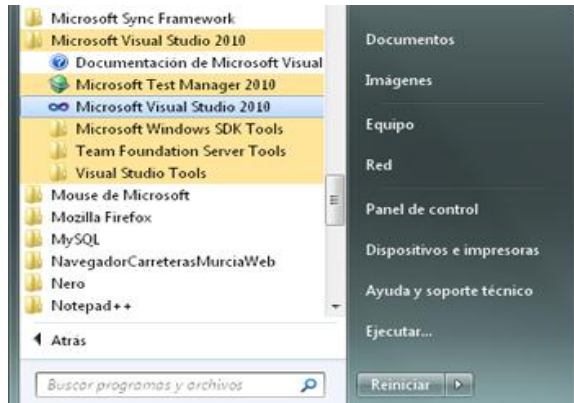 Microsoft Sync Framework
Microsoft Visual Studio 2010
Documentación de Microsoft Visual
Microsoft Test Manager 2010
Microsoft Visual Studio 2010
Microsoft Windows SDK Tools
Team Foundation Server Tools
Visual Studio Tools
Mouse de Microsoft
Mozilla Firefox
MySQL
NavegadorCarreterasMurciaWeb
Nero
Notepad++
Atrás
Buscar programas y archivos
Documentos
Imágenes
Equipo
Red
Panel de control
Dispositivos e impresoras
Ayuda y soporte técnico
Ejecutar...
Reiniciar